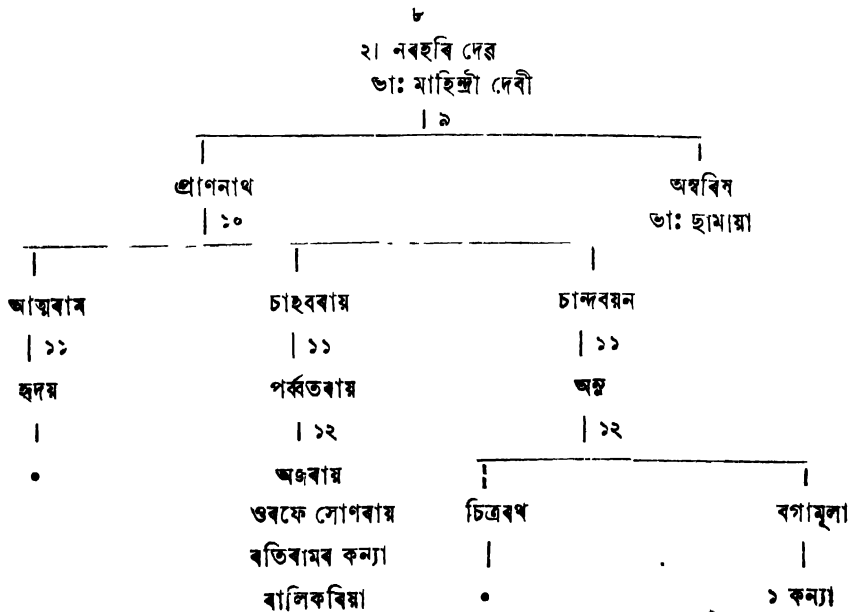 ৮
২। নৰহৰি দেৱ
ভা: মাহিন্দ্ৰী দেবী
| ৯
প্ৰাণনাথ অম্বৰিষ
| ১০ ভা: ছামায়া
আত্মৰাম চাহবৰায় চান্দবয়ন
| ১১ | ১১ | ১১
হৃদয় পৰ্ব্বতৰায় অম্বু
| | ১২ | ১২
• অজৰায়
ওৰফে সোণৰায় চিত্ৰৰথ বগামূলা
ৰতিৰামৰ কন্যা | |
ৰালিকৰিয়া • ১ কন্যা